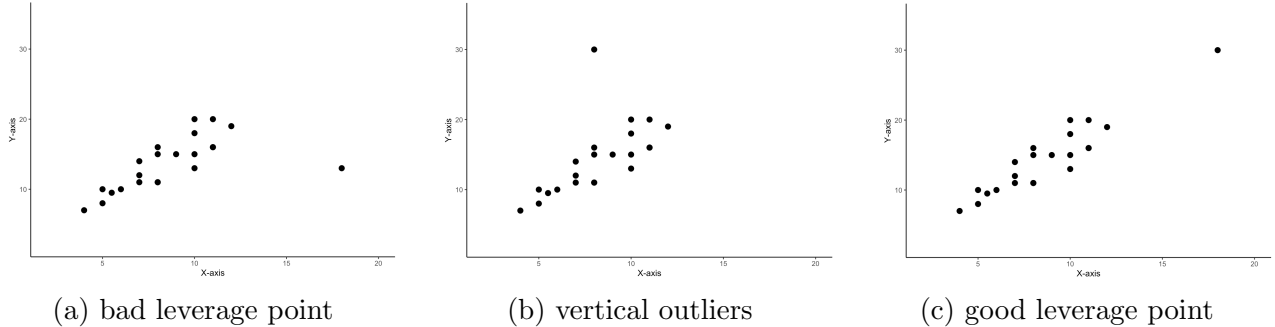 30
20
10
Y-axis
5 10 15 20
X-axis
(a) bad leverage point
30
20
10
Y-axis
5 10 15 20
X-axis
(b) vertical outliers
30
20
10
Y-axis
5 10 15 20
X-axis
(c) good leverage point